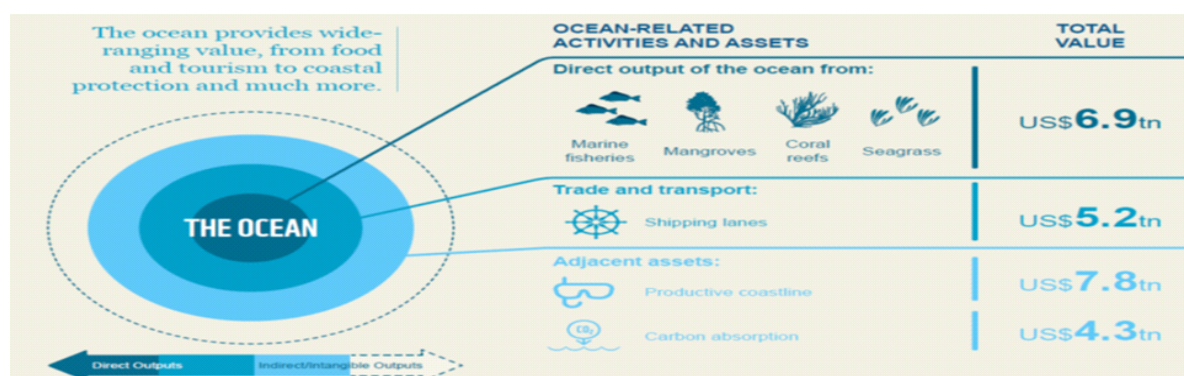 The ocean provides wide-
ranging value, from food
and tourism to coastal
protection and much more.
THE OCEAN
Direct Outputs
Indirect/Intangible Outputs
OCEAN-RELATED
ACTIVITIES AND ASSETS
TOTAL
VALUE
Direct output of the ocean from:
Marine
fisheries
Mangroves
Coral
reefs
Seagrass
US$6.9tn
Trade and transport:
Shipping lanes
US$5.2tn
Adjacent assets:
Productive coastline
US$7.8tn
CO₂
Carbon absorption
US$4.3tn